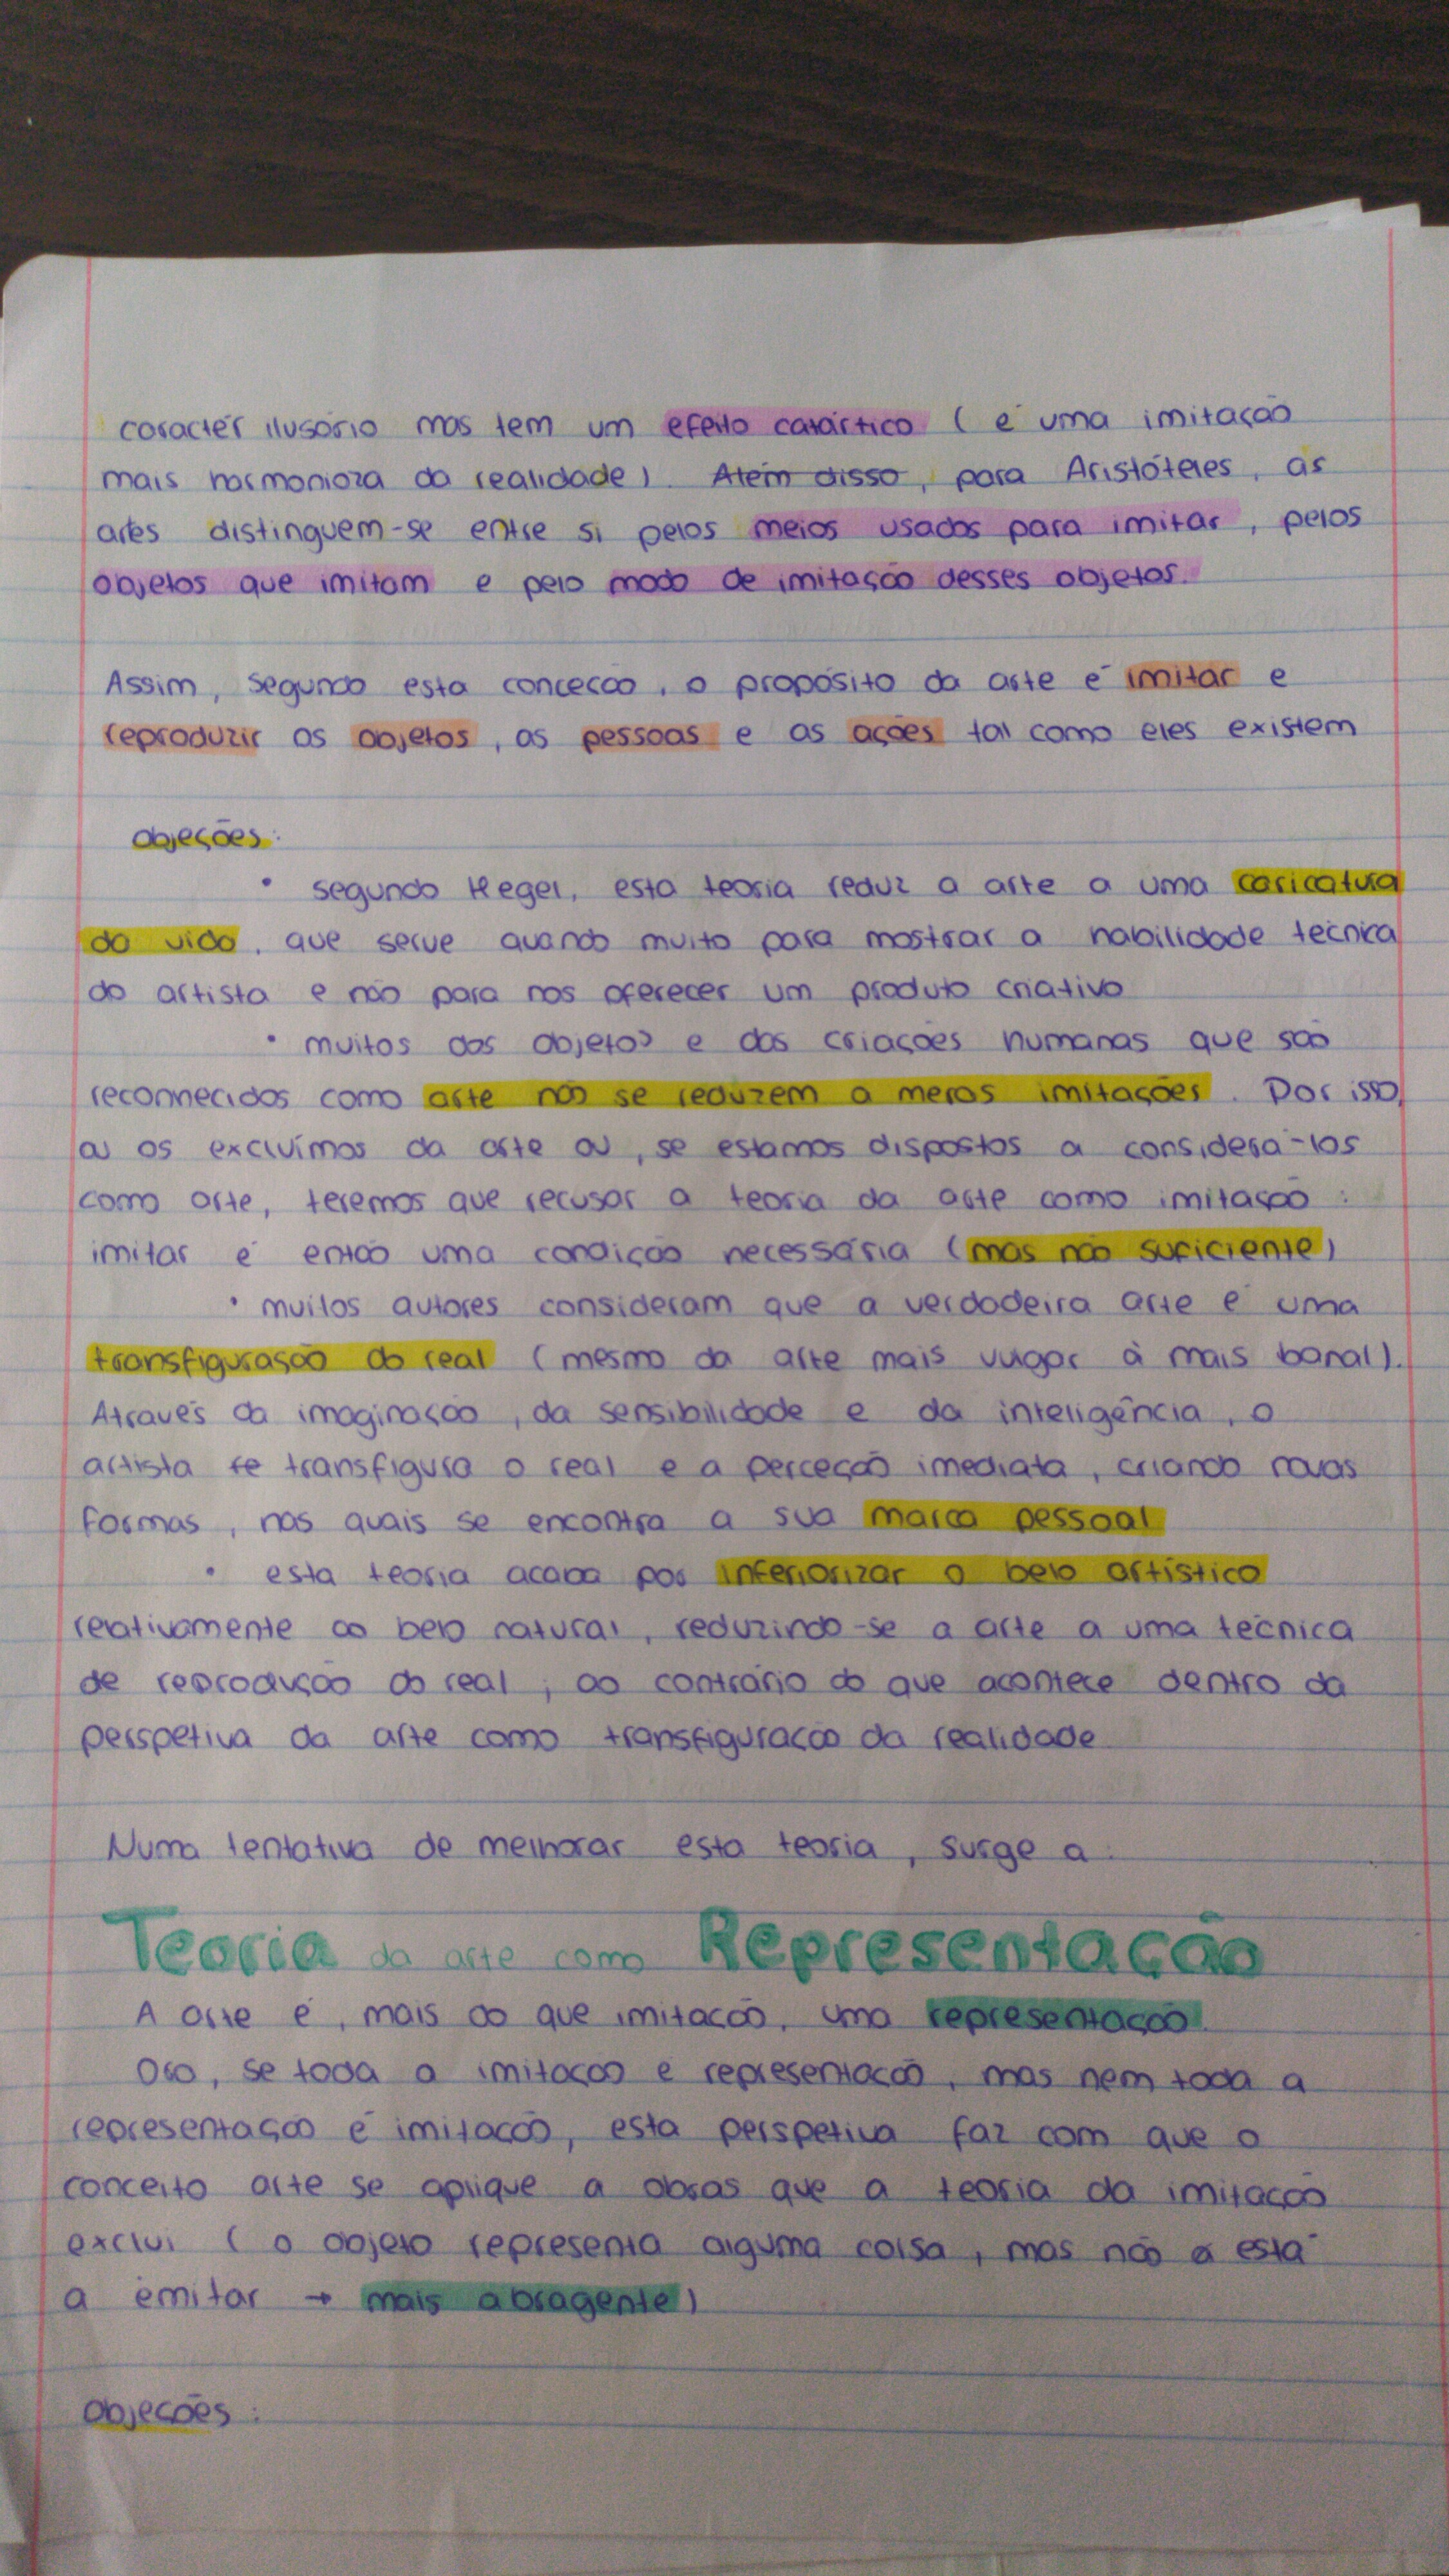 caractér ilusório mas tem um efeito catártico (é uma imitação
mais harmonioza da realidade). Além disso, para Aristóteles, as
artes distinguem-se entre si pelos meios usados para imitar, pelos
objetos que imitam e pelo modo de imitação desses objetos.
Assim, segundo esta conceção, o propósito da arte é imitar e
reproduzir os objetos, as pessoas e as ações tal como eles existem
objeções:
• segundo Hegel, esta teoria reduz a arte a uma caricatura
da vida, que serve quando muito para mostrar a habilidade técnica
do artista e não para nos oferecer um produto criativo
• muitos dos objetos e das criações humanas que são
reconhecidos como arte não se reduzem a meras imitações. Por isso,
ou os excluímos da arte ou, se estamos dispostos a considerá-los
como arte, teremos que recusar a teoria da arte como imitação:
imitar é então uma condição necessária (mas não suficiente)
• muitos autores consideram que a verdadeira arte é uma
transfiguração do real (mesmo da arte mais vulgar à mais banal).
Através da imaginação, da sensibilidade e da inteligência, o
artista transfigura o real e a perceção imediata, criando novas
formas, nas quais se encontra a sua marca pessoal
• esta teoria acaba por inferiorizar o belo artístico
relativamente ao belo natural, reduzindo-se a arte a uma técnica
de reprodução do real, ao contrário do que acontece dentro da
perspetiva da arte como transfiguração da realidade
Numa tentativa de melhorar esta teoria, surge a:
Teoria da arte como Representação
A arte é, mais do que imitação, uma representação.
Ora, se toda a imitação é representação, mas nem toda a
representação é imitação, esta perspetiva faz com que o
conceito arte se aplique a obras que a teoria da imitação
exclui (o objeto representa alguma coisa, mas não a está
a emitar → mais abragente)
objeções: